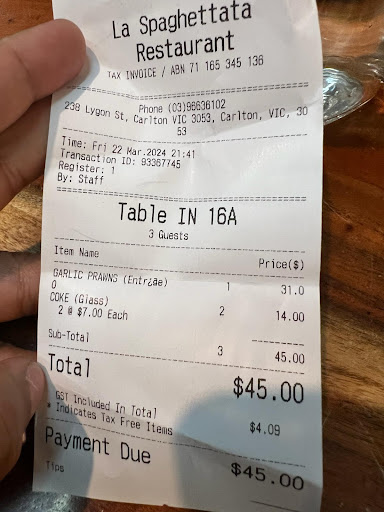 La Spaghettata
Restaurant
TAX INVOICE / ABN 71 165 345 136
Phone (03)96636102
238 Lygon St, Carlton VIC 3053, Carlton, VIC, 30
53
Time: Fri 22 Mar.2024 21:41
Transaction ID: 93367745
Register: 1
By: Staff
Table IN 16A
3 Guests
Item Name Price($)
GARLIC PRAWNS (Entr¿de) 1 31.0
0
COKE (Glass) 2 14.00
2 @ $7.00 Each
Sub-Total 3 45.00
Total $45.00
GST Included In Total $4.09
* Indicates Tax Free Items
Payment Due $45.00
Tips